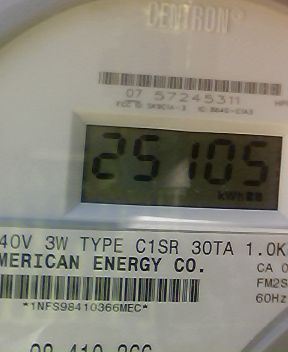 CENTRON®
07 57245311
25105
kWh
40V 3W TYPE C1SR 30TA 1.0K
MERICAN ENERGY CO.
CA 0
FM2S
*1NFS98410366MEC*
60Hz